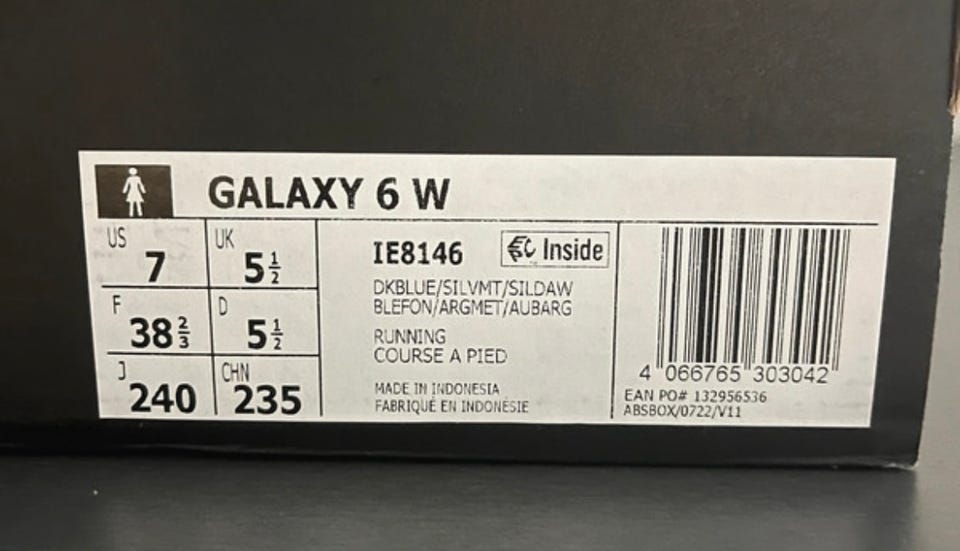 GALAXY 6 W
US 7
UK 5 1/2
F 38 2/3
D 5 1/2
J 240
CHN 235
IE8146
Inside
DKBLUE/SILVMT/SILDAW
BLEFON/ARGMET/AUBARG
RUNNING
COURSE A PIED
MADE IN INDONESIA
FABRIQUÉ EN INDONÉSIE
4 066765 303042
EAN PO# 132956536
ABSBOX/0722/V11